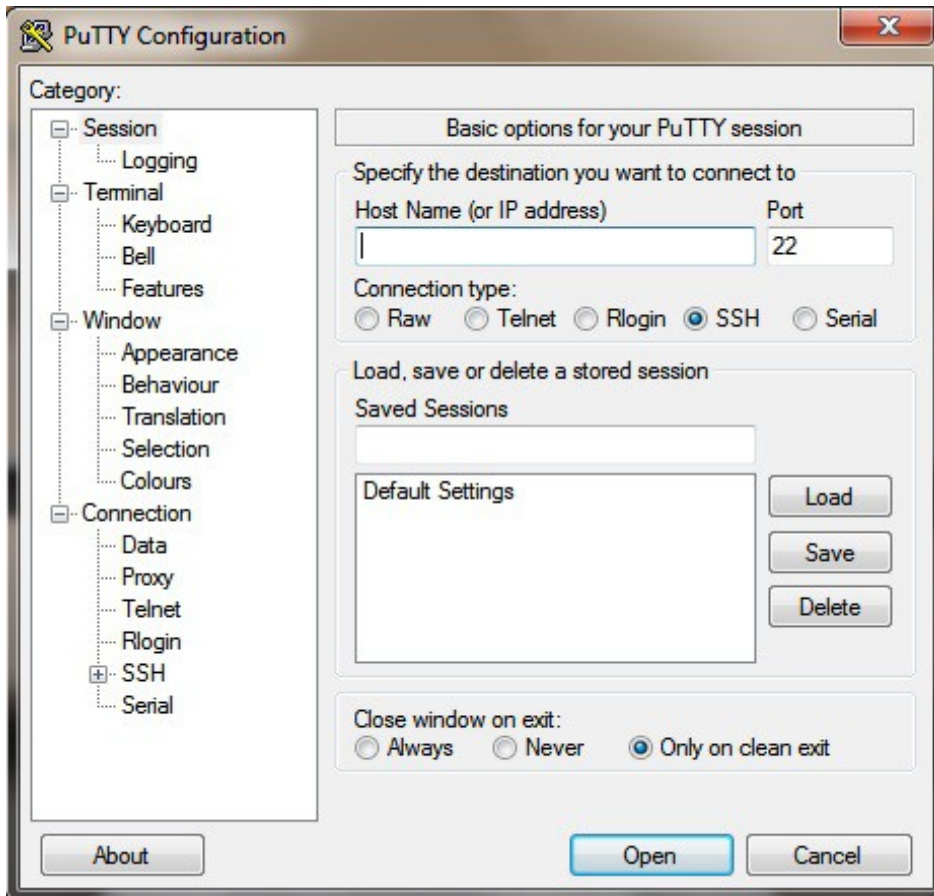 PuTTY Configuration
Category:
Session
Logging
Terminal
Keyboard
Bell
Features
Window
Appearance
Behaviour
Translation
Selection
Colours
Connection
Data
Proxy
Telnet
Rlogin
SSH
Serial
Basic options for your PuTTY session
Specify the destination you want to connect to
Host Name (or IP address) Port
22
Connection type:
Raw Telnet Rlogin SSH Serial
Load, save or delete a stored session
Saved Sessions
Default Settings
Load
Save
Delete
Close window on exit:
Always Never Only on clean exit
About Open Cancel